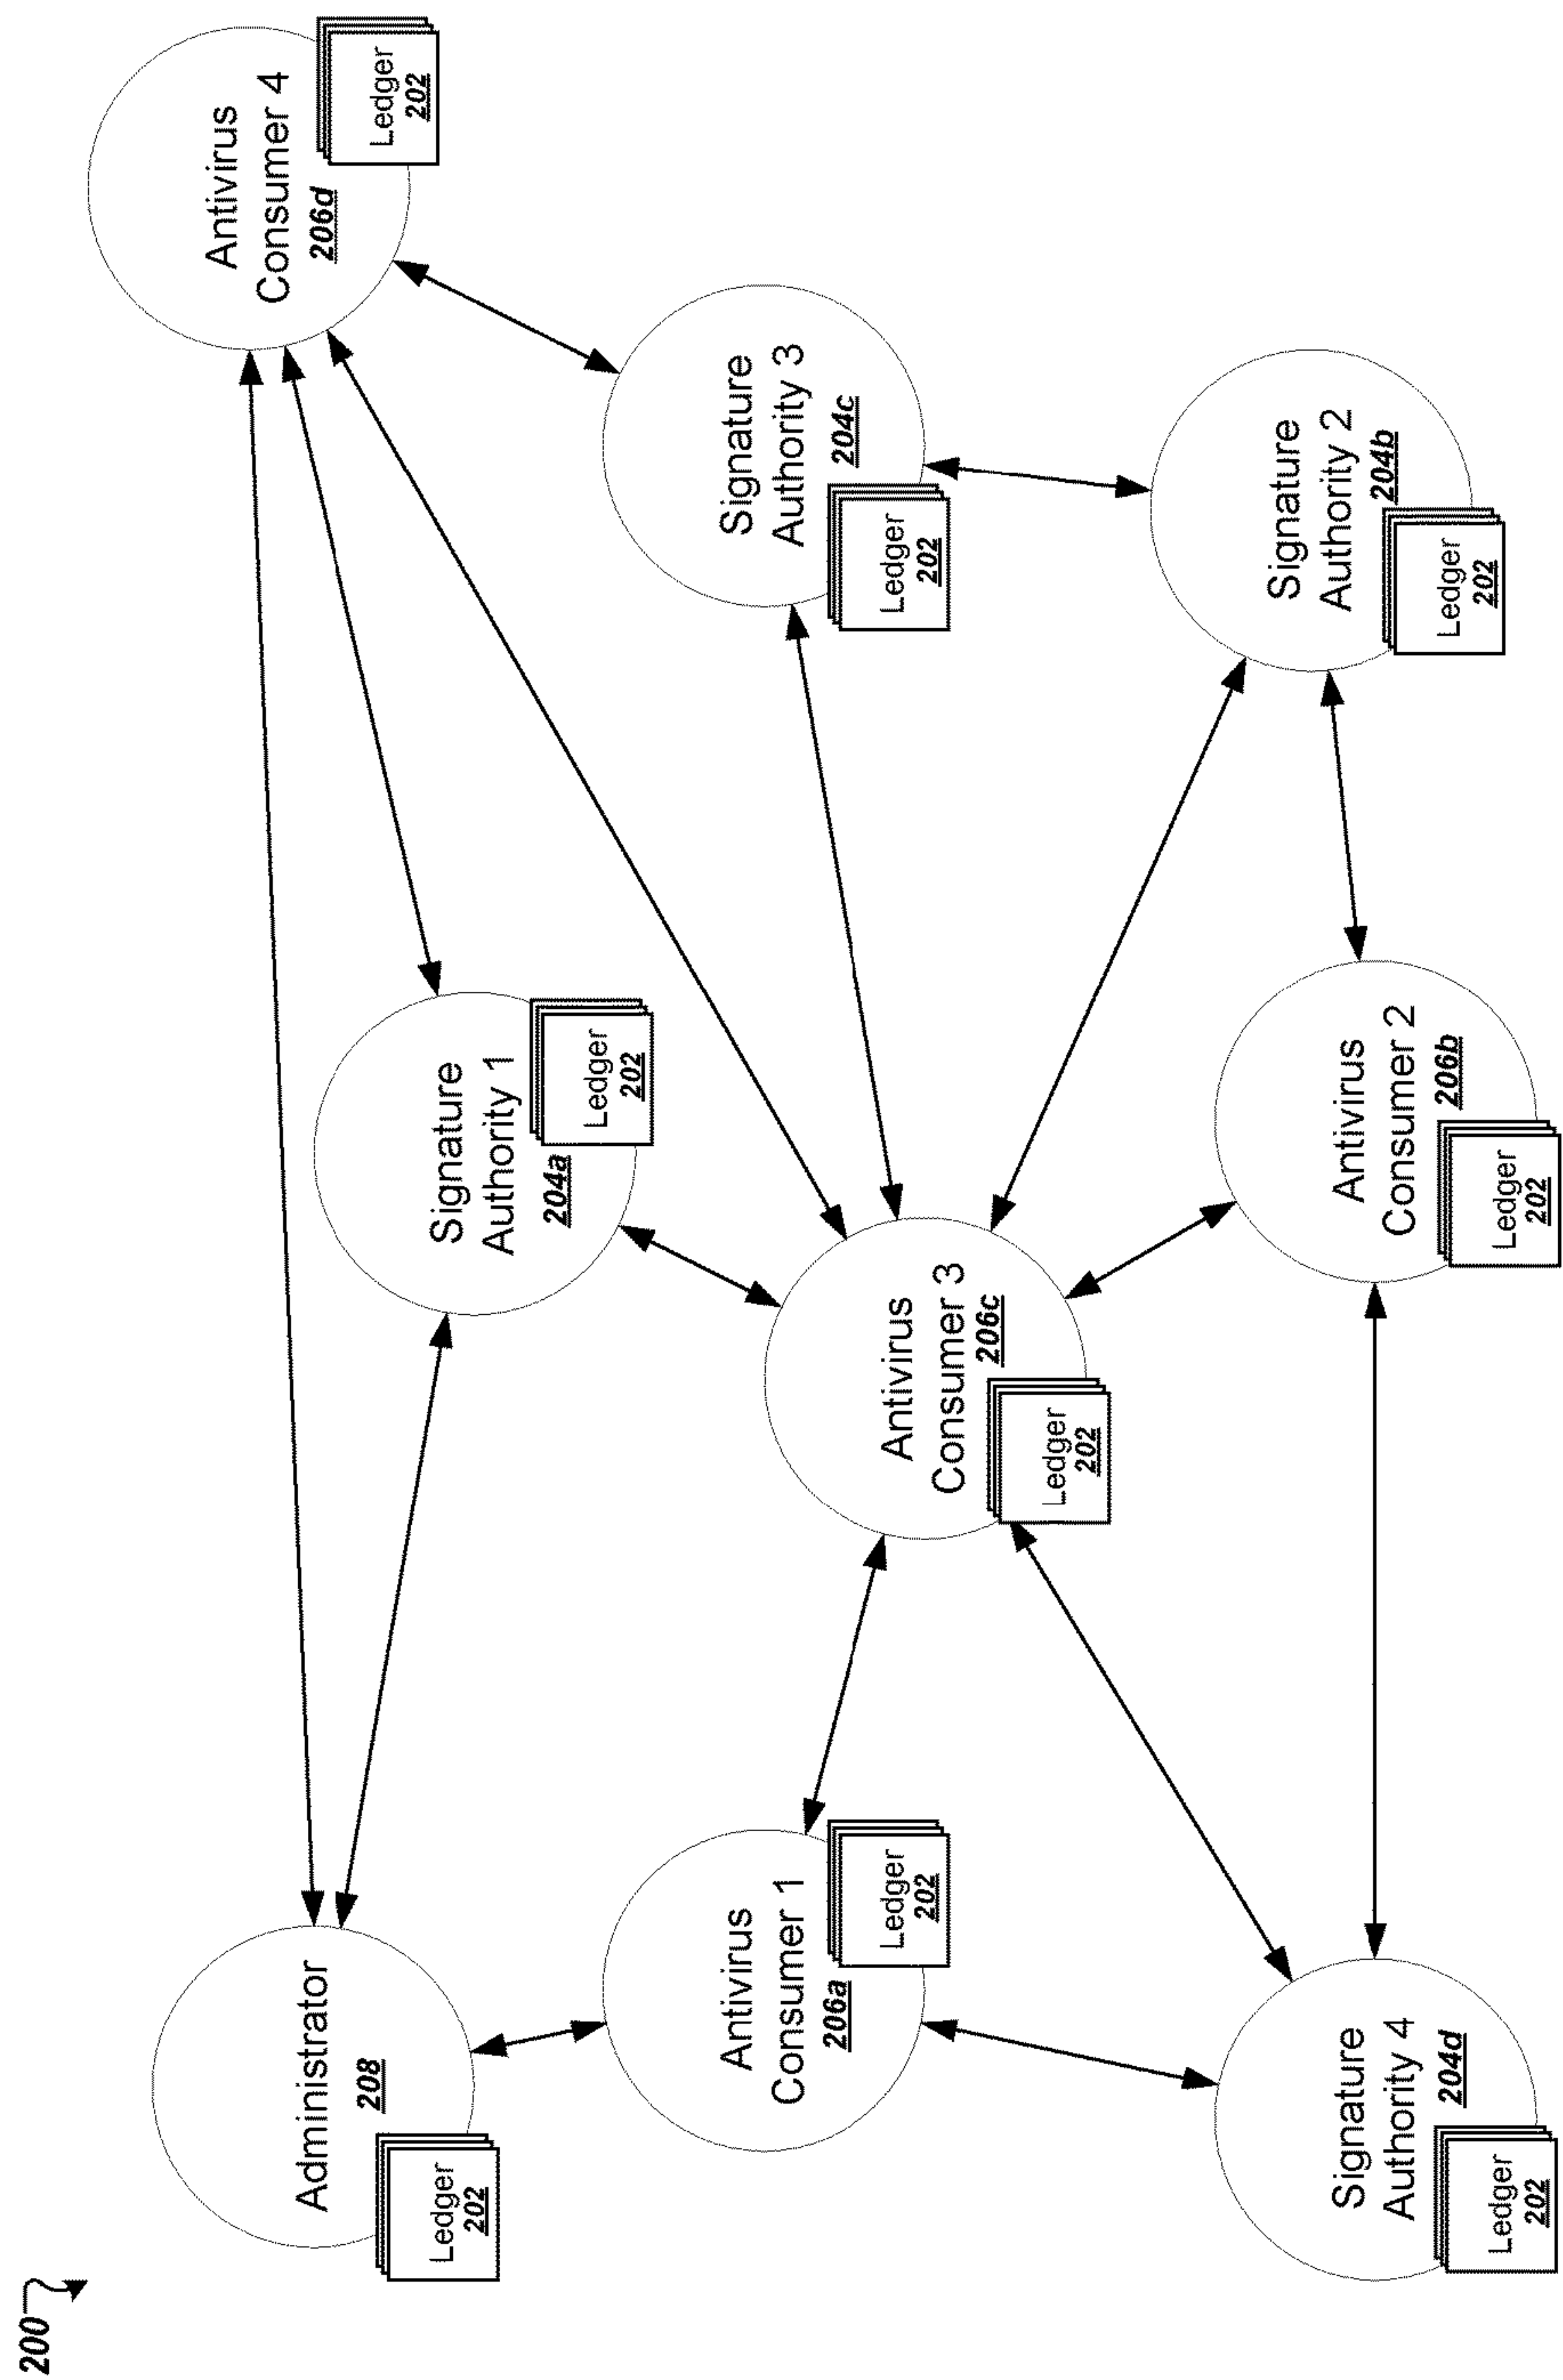 200
Administrator
208
Ledger
202
Signature
Authority 1
204a
Ledger
202
Antivirus
Consumer 4
206d
Ledger
202
Antivirus
Consumer 1
206a
Ledger
202
Antivirus
Consumer 3
206c
Ledger
202
Signature
Authority 3
204c
Ledger
202
Signature
Authority 4
204d
Ledger
202
Antivirus
Consumer 2
206b
Ledger
202
Signature
Authority 2
204b
Ledger
202